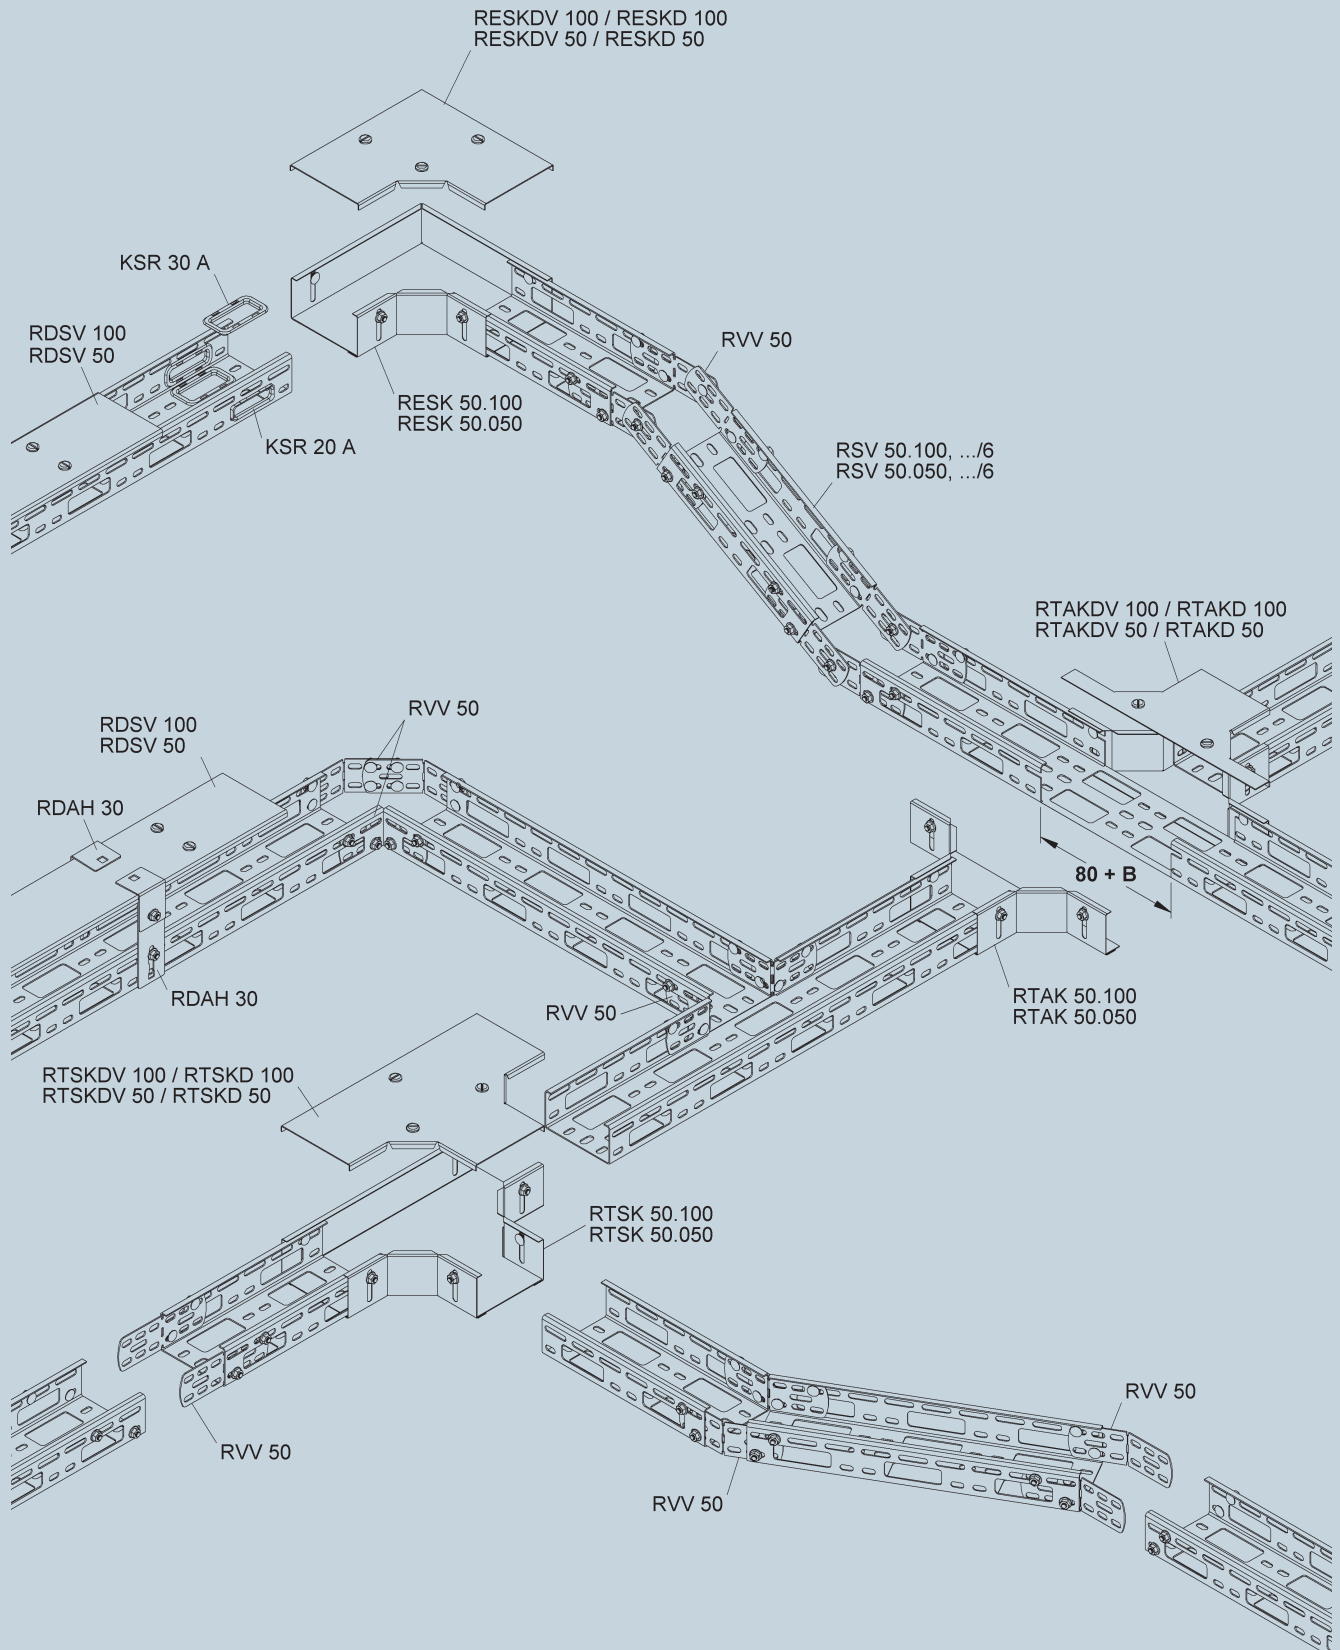 RESKDV 100 / RESKD 100
RESKDV 50 / RESKD 50
KSR 30 A
RDSV 100
RDSV 50
RVV 50
RESK 50.100
RESK 50.050
KSR 20 A
RSV 50.100, .../6
RSV 50.050, .../6
RTAKDV 100 / RTAKD 100
RTAKDV 50 / RTAKD 50
RVV 50
RDSV 100
RDSV 50
RDAH 30
80 + B
RDAH 30
RVV 50
RTAK 50.100
RTAK 50.050
RTSKDV 100 / RTSKD 100
RTSKDV 50 / RTSKD 50
RTSK 50.100
RTSK 50.050
RVV 50
RVV 50
RVV 50